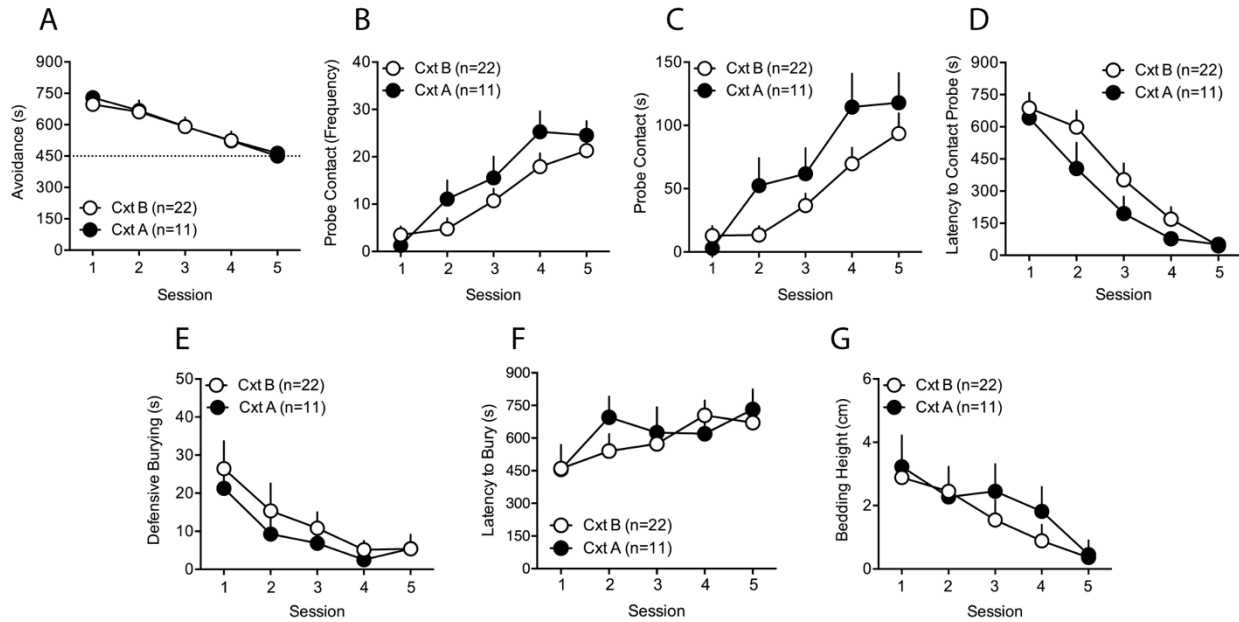 A
Avoidance (s)
900
750
600
450
300
150
0
Cxt B (n=22)
Cxt A (n=11)
1 2 3 4 5
Session
B
Probe Contact (Frequency)
40
30
20
10
0
Cxt B (n=22)
Cxt A (n=11)
1 2 3 4 5
Session
C
Probe Contact (s)
150
100
50
0
Cxt B (n=22)
Cxt A (n=11)
1 2 3 4 5
Session
D
Latency to Contact Probe (s)
900
750
600
450
300
150
0
Cxt B (n=22)
Cxt A (n=11)
1 2 3 4 5
Session
E
Defensive Burying (s)
50
40
30
20
10
0
Cxt B (n=22)
Cxt A (n=11)
1 2 3 4 5
Session
F
Latency to Bury (s)
900
750
600
450
300
150
0
Cxt B (n=22)
Cxt A (n=11)
1 2 3 4 5
Session
G
Bedding Height (cm)
6
4
2
0
Cxt B (n=22)
Cxt A (n=11)
1 2 3 4 5
Session